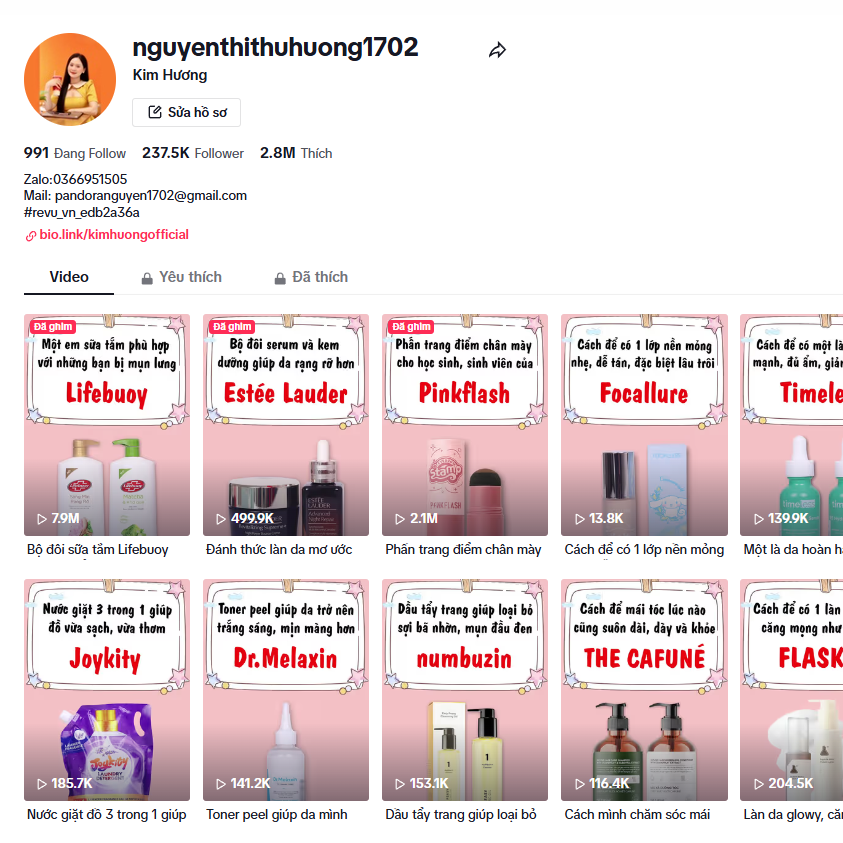 nguyenthithuhuong1702
Kim Hương
Sửa hồ sơ
991 Đang Follow 237.5K Follower 2.8M Thích
Zalo:0366951505
Mail: pandoranguyen1702@gmail.com
#revu_vn_edb2a36a
bio.link/kimhuongofficial
Video Yêu thích Đã thích
Đã ghim
Một em sữa tắm phù hợp
với những bạn bị mụn lưng
Lifebuoy
7.9M
Bộ đôi sữa tắm Lifebuoy
Đã ghim
Bộ đôi serum và kem
dưỡng giúp da rạng rỡ hơn
Estée Lauder
499.9K
Đánh thức làn da mơ ước
Đã ghim
Phấn trang điểm chân mày
cho học sinh, sinh viên của
Pinkflash
Stamp
PINKFLASH
2.1M
Phấn trang điểm chân mày
Cách để có 1 lớp nền mỏng
nhẹ, dễ tán, đặc biệt lâu trôi
Focallure
13.8K
Cách để có 1 lớp nền mỏng
Cách để có một là
mạnh, đủ ẩm, giản
Timele
139.9K
Một là da hoàn hả
Nước giặt 3 trong 1 giúp
đồ vừa sạch, vừa thơm
Joykity
Joykity
LAUNDRY
DETERGENT
185.7K
Nước giặt đồ 3 trong 1 giúp
Toner peel giúp da trở nên
trắng sáng, mịn màng hơn
Dr.Melaxin
141.2K
Toner peel giúp da mình
Dầu tẩy trang giúp loại bỏ
sợi bã nhờn, mụn đầu đen
numbuzin
1
1
153.1K
Dầu tẩy trang giúp loại bỏ
Cách để mái tóc lúc nào
cũng suôn dài, dày và khỏe
THE CAFUNÉ
116.4K
Cách mình chăm sóc mái
Cách để có 1 làn
căng mọng như
FLASK
204.5K
Làn da glowy, căn